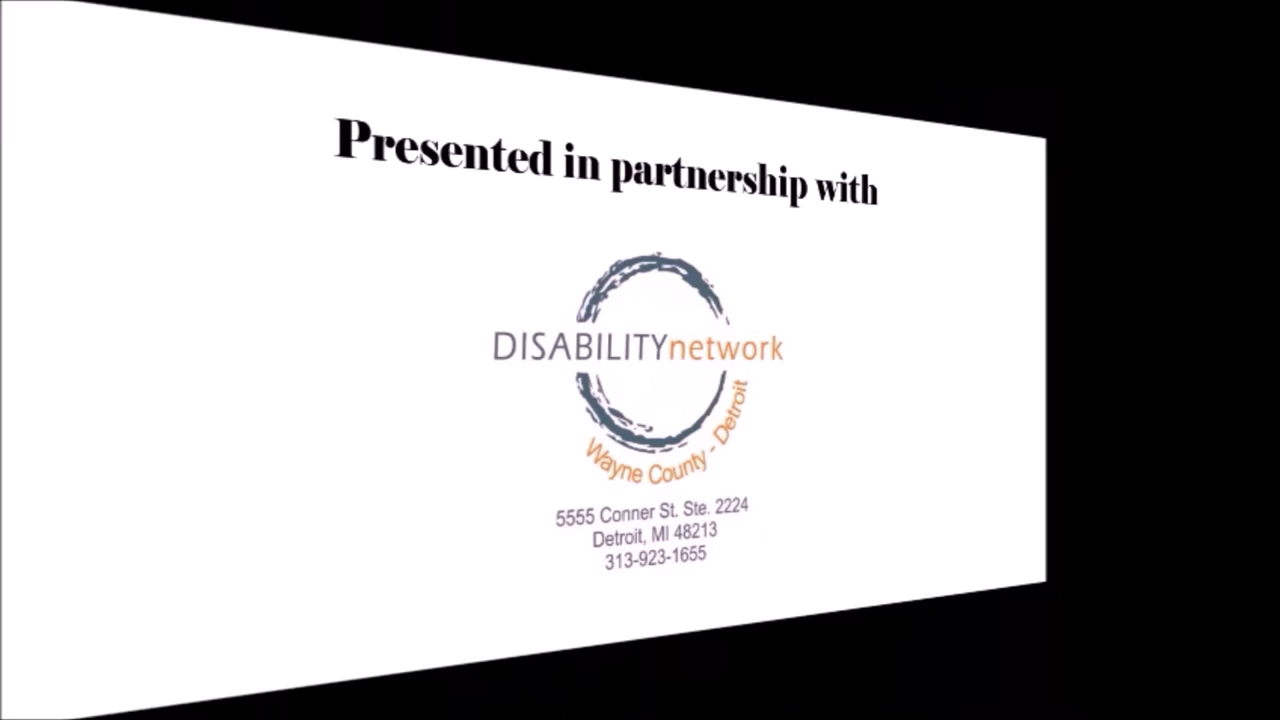 Presented in partnership with
DISABILITYnetwork
Wayne County - Detroit
5555 Conner St. Ste. 2224
Detroit, MI 48213
313-923-1655